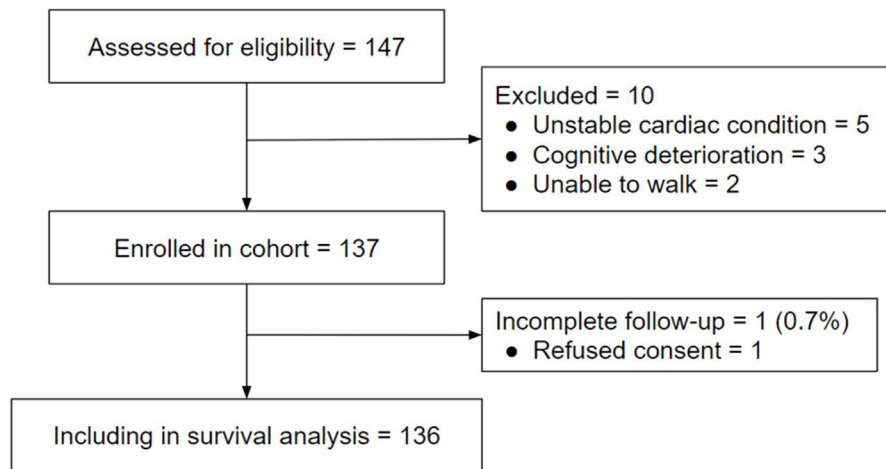 Assessed for eligibility = 147
Excluded = 10
● Unstable cardiac condition = 5
● Cognitive deterioration = 3
● Unable to walk = 2
Enrolled in cohort = 137
Incomplete follow-up = 1 (0.7%)
● Refused consent = 1
Including in survival analysis = 136